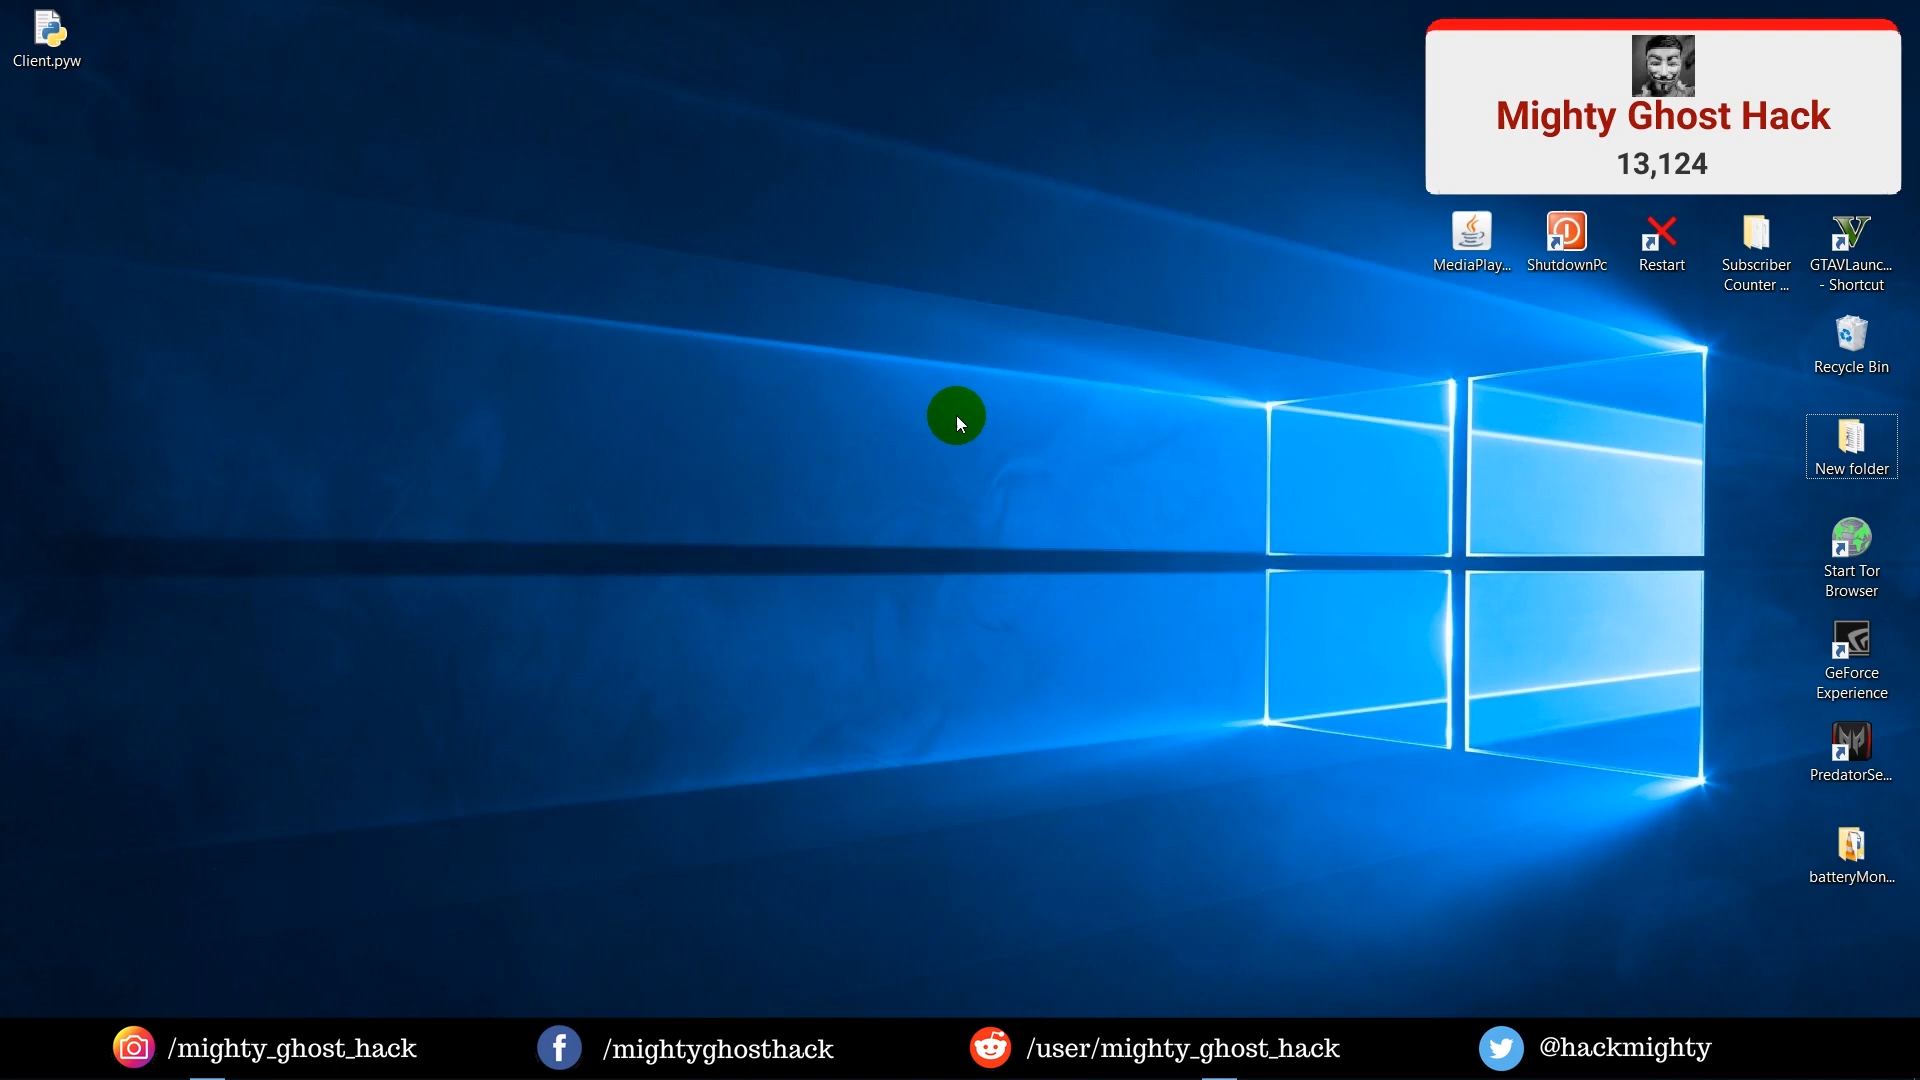 Client.pyw
Mighty Ghost Hack
13,124
MediaPlay...
ShutdownPc
Restart
Subscriber
Counter ...
GTAVLaunc...
- Shortcut
Recycle Bin
New folder
Start Tor
Browser
GeForce
Experience
PredatorSe...
batteryMon...
/mighty_ghost_hack
/mightyghosthack
/user/mighty_ghost_hack
@hackmighty